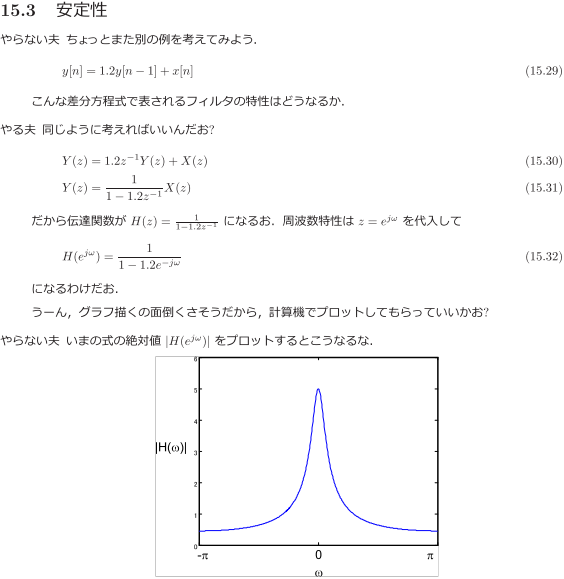 15.3 安定性
やらない夫 ちょっとまた別の例を考えてみよう．
y[n] = 1.2y[n − 1] + x[n] (15.29)
こんな差分方程式で表されるフィルタの特性はどうなるか．
やる夫 同じように考えればいいんだお?
Y(z) = 1.2z^{−1}Y(z) + X(z) (15.30)
Y(z) = \frac{1}{1 − 1.2z^{−1}}X(z) (15.31)
だから伝達関数が H(z) = \frac{1}{1−1.2z^{−1}} になるお．周波数特性は z = e^{jω} を代入して
H(e^{jω}) = \frac{1}{1 − 1.2e^{−jω}} (15.32)
になるわけだお．
うーん，グラフ描くの面倒くさそうだから，計算機でプロットしてもらっていいかお?
やらない夫 いまの式の絶対値 |H(e^{jω})| をプロットするとこうなるな．
6
5
4
3
2
1
0
|H(ω)|
-π 0 π
ω